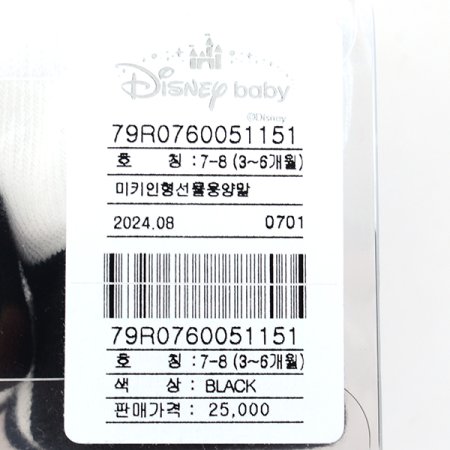 Disney baby
©Disney
79R0760051151
호 칭 : 7-8 (3~6개월)
미키인형선물용양말
2024.08 0701
79R0760051151
호 칭 : 7-8 (3~6개월)
색 상 : BLACK
판매가격 : 25,000